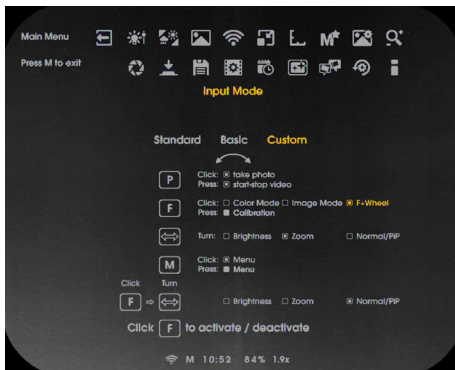 Main Menu
Press M to exit
M
Input Mode
Standard Basic Custom
P Click: take photo
Press: start-stop video
F Click: Color Mode Image Mode F+Wheel
Press: Calibration
Turn: Brightness Zoom Normal/PiP
M Click: Menu
Press: Menu
Click Turn
F Brightness Zoom Normal/PiP
Click F to activate / deactivate
M 10:52 84% 1.9x